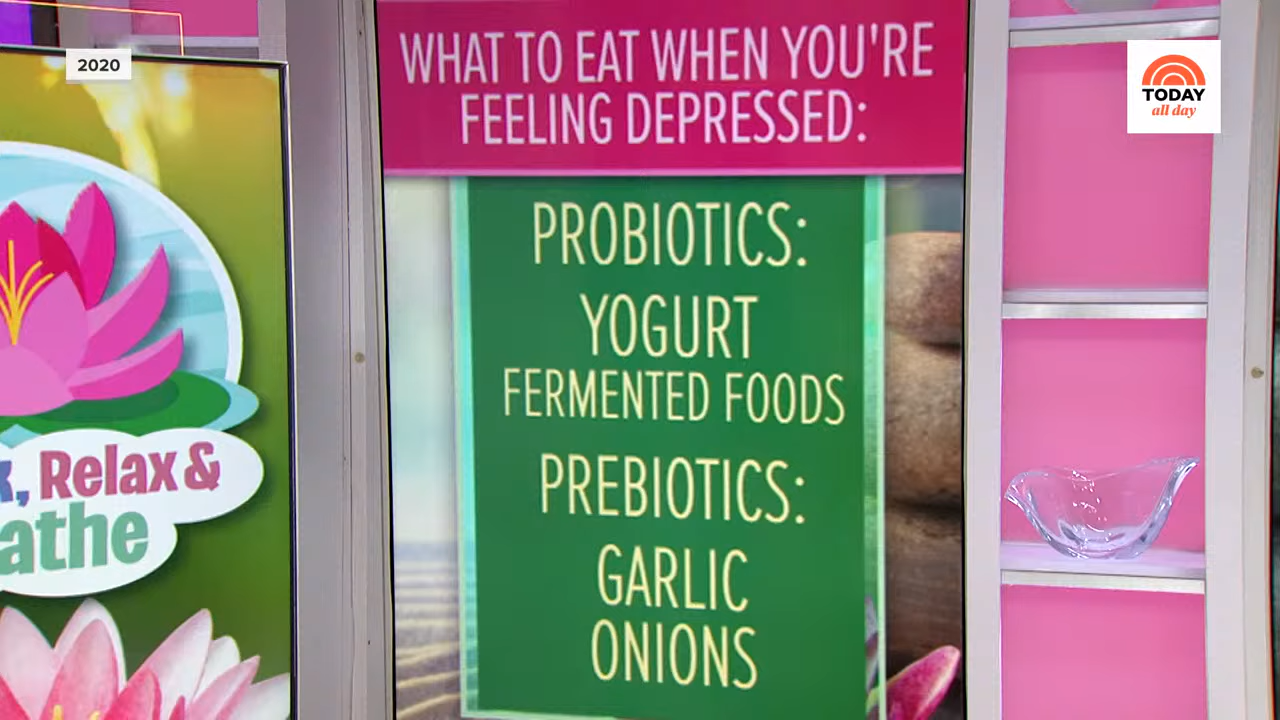 2020
WHAT TO EAT WHEN YOU'RE
FEELING DEPRESSED:
PROBIOTICS:
YOGURT
FERMENTED FOODS
PREBIOTICS:
GARLIC
ONIONS
Relax &
TODAY
all day